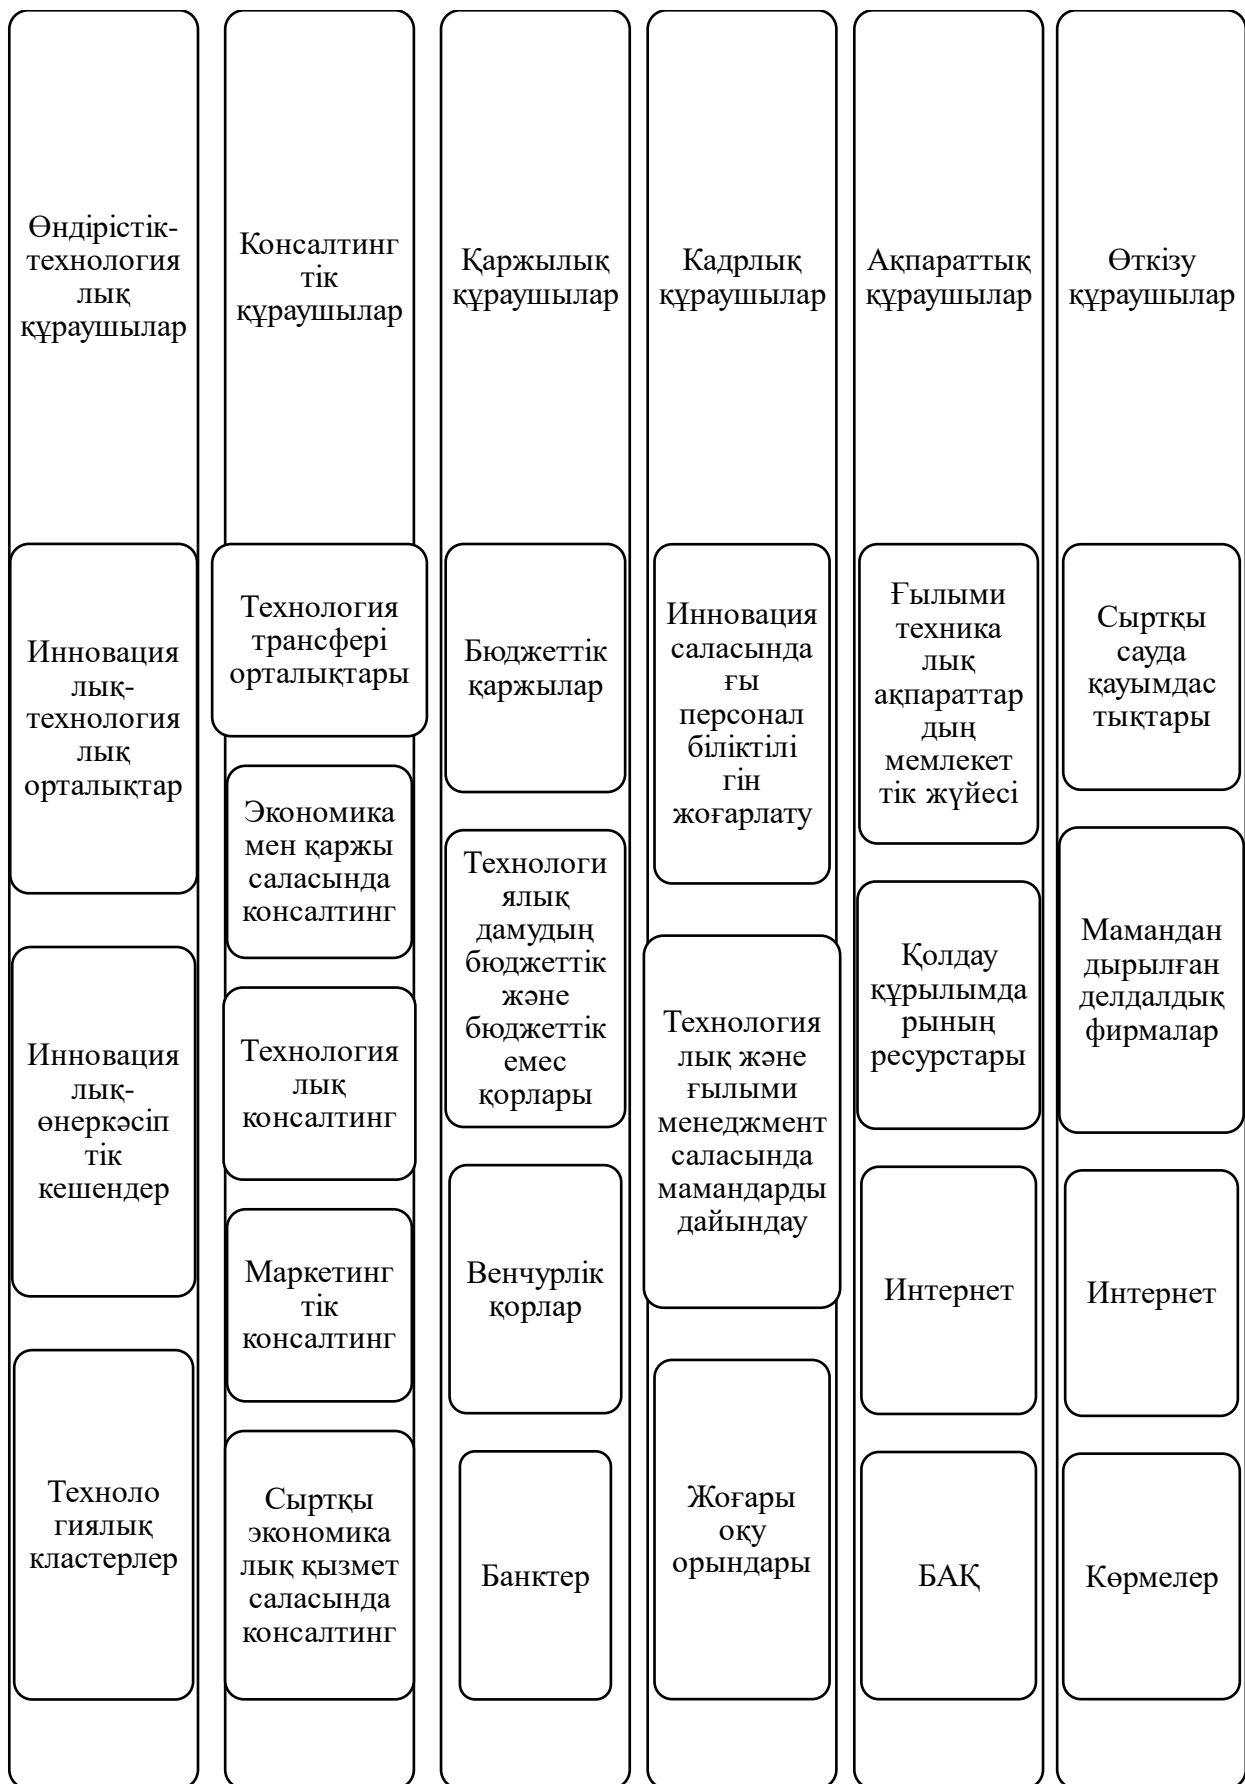 Өндірістік-
технология
лық
құраушылар
Инновация
лық-
технология
лық
орталықтар
Инновация
лық-
өнеркәсіп
тік
кешендер
Техноло
гиялық
кластерлер
Консалтинг
тік
құраушылар
Технология
трансфері
орталықтары
Экономика
мен қаржы
саласында
консалтинг
Технология
лық
консалтинг
Маркетинг
тік
консалтинг
Сыртқы
экономика
лық қызмет
саласында
консалтинг
Қаржылық
құраушылар
Бюджеттік
қаржылар
Технологи
ялық
дамудың
бюджеттік
және
бюджеттік
емес
қорлары
Венчурлік
қорлар
Банктер
Кадрлық
құраушылар
Инновация
саласында
ғы
персонал
біліктілі
гін
жоғарлату
Технология
лық және
ғылыми
менеджмент
саласында
мамандарды
дайындау
Жоғары
оқу
орындары
Ақпараттық
құраушылар
Ғылыми
техника
лық
ақпараттар
дың
мемлекет
тік жүйесі
Қолдау
құрылымда
рының
ресурстары
Интернет
БАҚ
Өткізу
құраушылар
Сыртқы
сауда
қауымдас
тықтары
Мамандан
дырылған
делдалдық
фирмалар
Интернет
Көрмелер